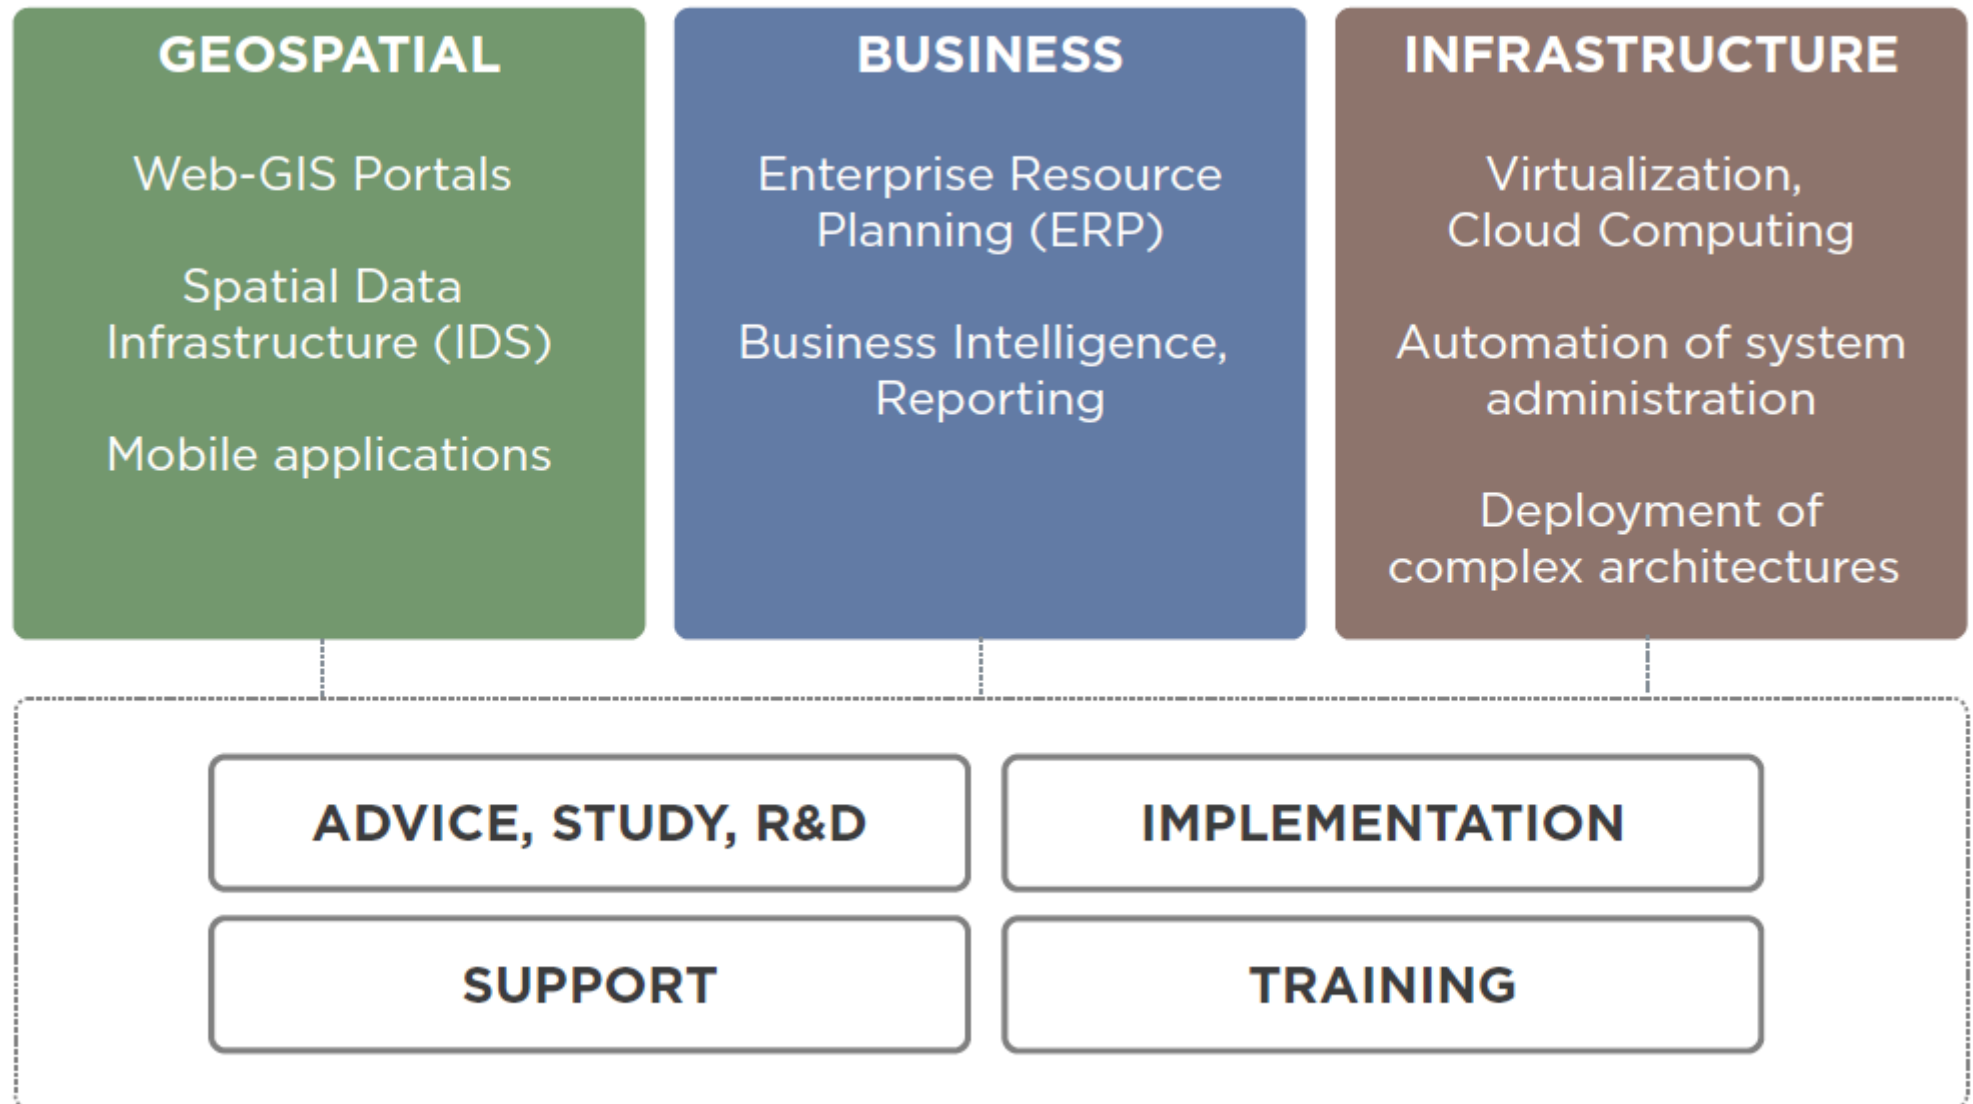 GEOSPATIAL
Web-GIS Portals
Spatial Data
Infrastructure (IDS)
Mobile applications
BUSINESS
Enterprise Resource
Planning (ERP)
Business Intelligence,
Reporting
INFRASTRUCTURE
Virtualization,
Cloud Computing
Automation of system
administration
Deployment of
complex architectures
ADVICE, STUDY, R&D
IMPLEMENTATION
SUPPORT
TRAINING